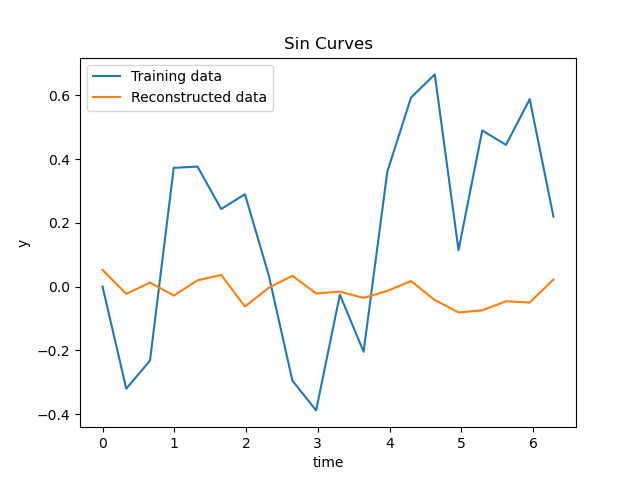 Sin Curves
Training data
Reconstructed data
0.6
0.4
0.2
0.0
−0.2
−0.4
y
0 1 2 3 4 5 6
time